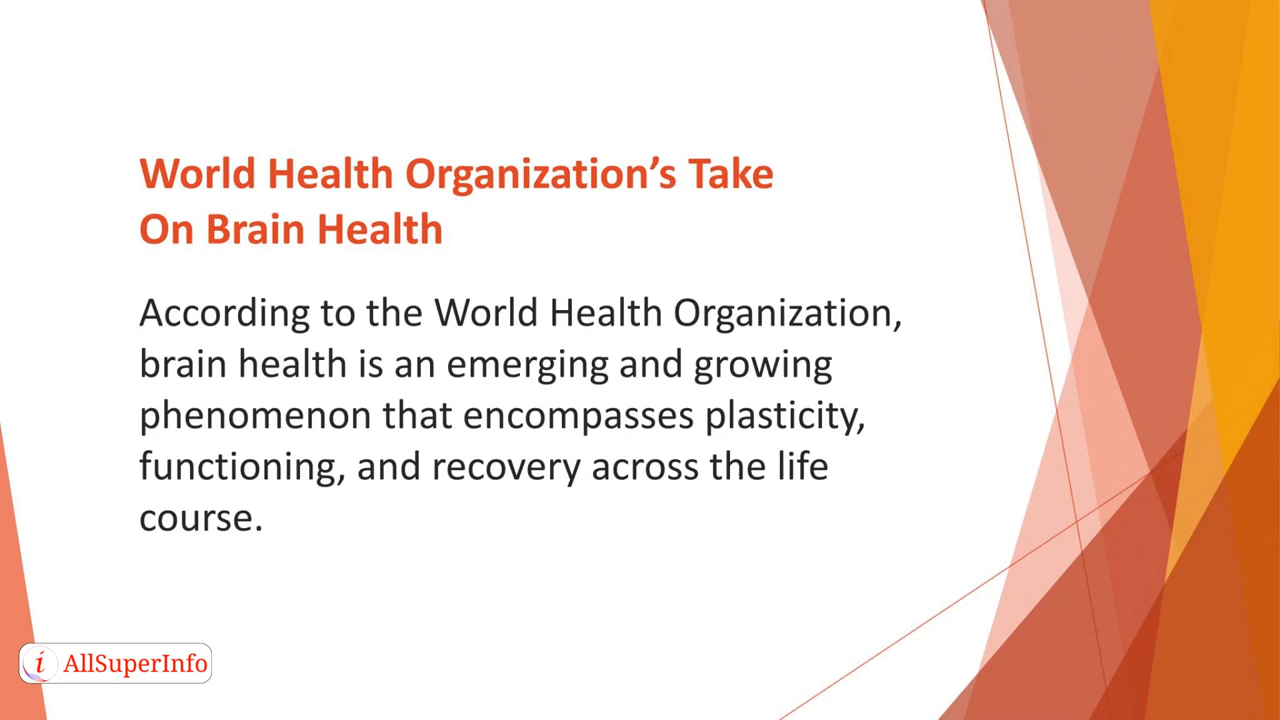 World Health Organization’s Take
On Brain Health
According to the World Health Organization,
brain health is an emerging and growing
phenomenon that encompasses plasticity,
functioning, and recovery across the life
course.
i AllSuperInfo